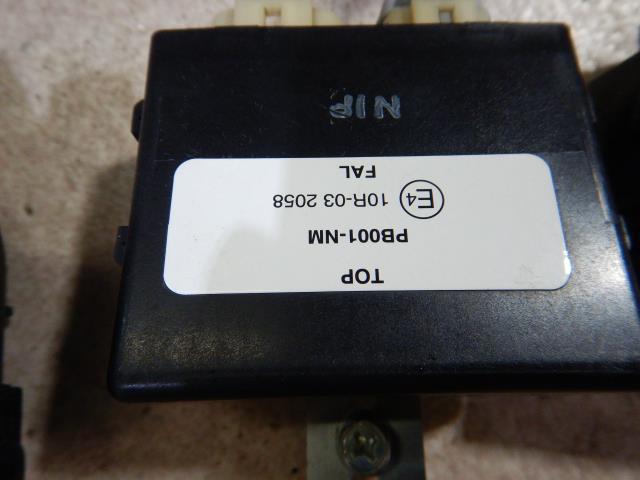 TOP
PB001-NM
E4 10R-03 2058
FAL